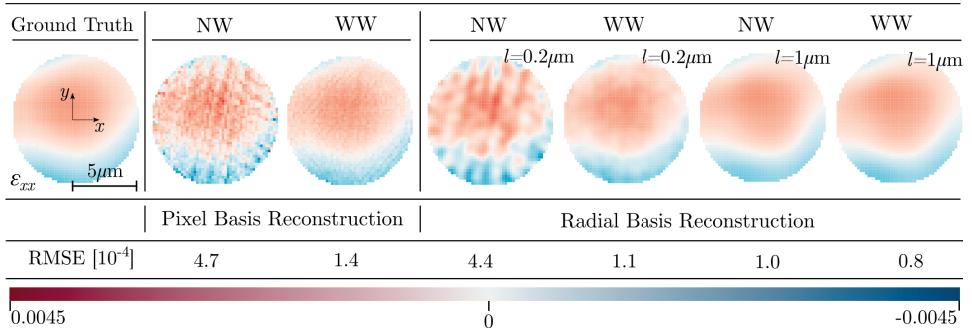 Ground Truth NW WW NW WW NW WW
l=0.2μm l=0.2μm l=1μm l=1μm
y
x
ε_xx 5μm
Pixel Basis Reconstruction Radial Basis Reconstruction
RMSE [10^-4] 4.7 1.4 4.4 1.1 1.0 0.8
0.0045 0 -0.0045